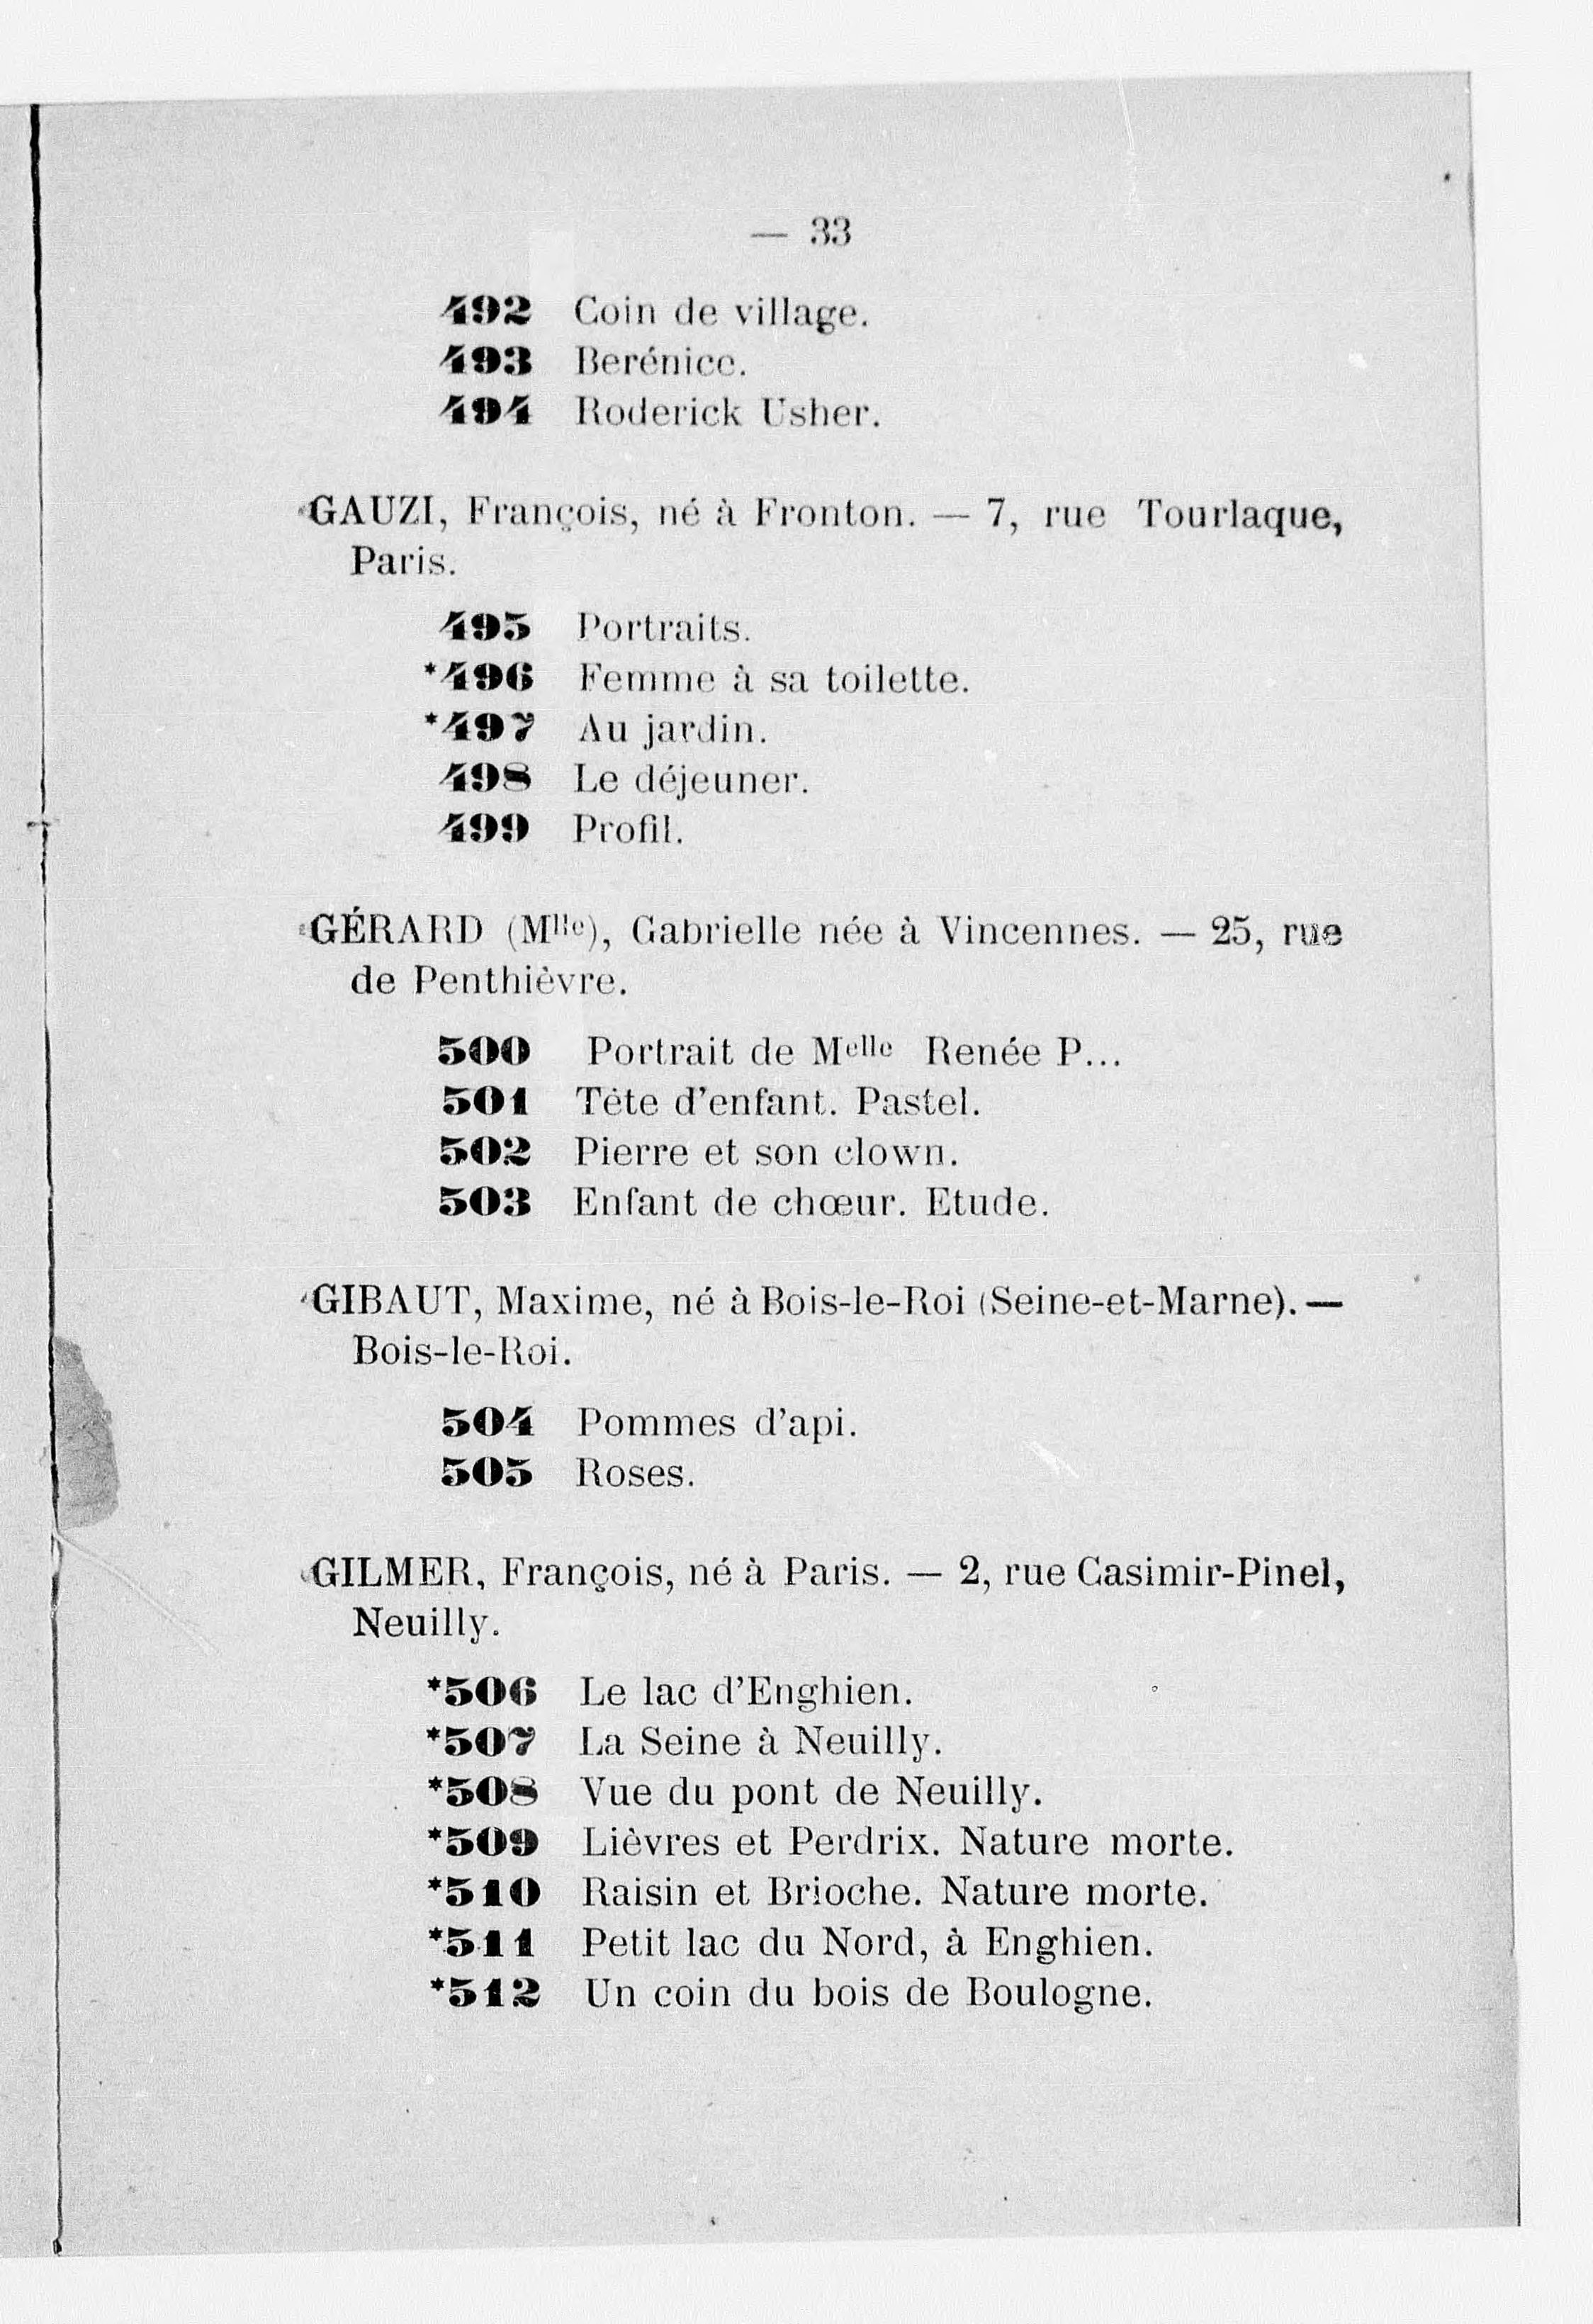 — 33
492 Coin de village.
493 Berénice.
494 Roderick Usher.
GAUZI, François, né à Fronton. — 7, rue Tourlaque,
Paris.
495 Portraits.
*496 Femme à sa toilette.
*497 Au jardin.
498 Le déjeuner.
499 Profil.
GÉRARD (Mlle), Gabrielle née à Vincennes. — 25, rue
de Penthièvre.
500 Portrait de Melle Renée P...
501 Tête d'enfant. Pastel.
502 Pierre et son clown.
503 Enfant de chœur. Etude.
GIBAUT, Maxime, né à Bois-le-Roi (Seine-et-Marne). —
Bois-le-Roi.
504 Pommes d'api.
505 Roses.
GILMER, François, né à Paris. — 2, rue Casimir-Pinel,
Neuilly.
*506 Le lac d'Enghien.
*507 La Seine à Neuilly.
*508 Vue du pont de Neuilly.
*509 Lièvres et Perdrix. Nature morte.
*510 Raisin et Brioche. Nature morte.
*511 Petit lac du Nord, à Enghien.
*512 Un coin du bois de Boulogne.